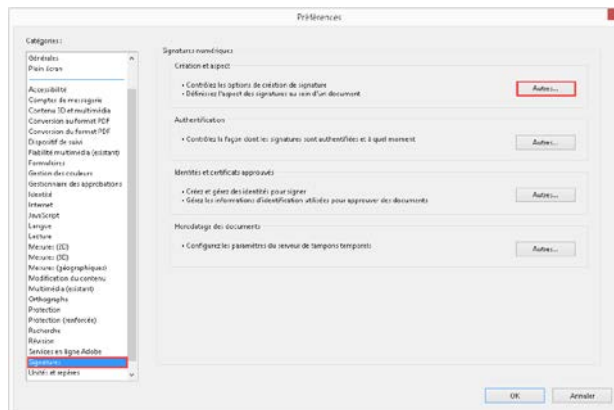 Préférences
Catégories :
Générales
Plein écran
Accessibilité
Comptes de messagerie
Contenu 3D et multimédia
Conversion au format PDF
Conversion du format PDF
Dispositif de suivi
Fiabilité multimédia (existant)
Formulaires
Gestion des couleurs
Gestionnaire des approbations
Identité
Internet
JavaScript
Langue
Lecture
Mesures (2D)
Mesures (3D)
Mesures (géographiques)
Modification du contenu
Multimédia (existant)
Orthographe
Protection
Protection (renforcée)
Recherche
Révision
Services en ligne Adobe
Signatures
Unités et repères
Signatures numériques
Création et aspect
• Contrôlez les options de création de signature
• Définissez l'aspect des signatures au sein d'un document
Autres...
Authentification
• Contrôlez la façon dont les signatures sont authentifiées et à quel moment
Autres...
Identités et certificats approuvés
• Créez et gérez des identités pour signer
• Gérez les informations d'identification utilisées pour approuver des documents
Autres...
Horodatage des documents
• Configurez les paramètres du serveur de tampons temporels
Autres...
OK
Annuler